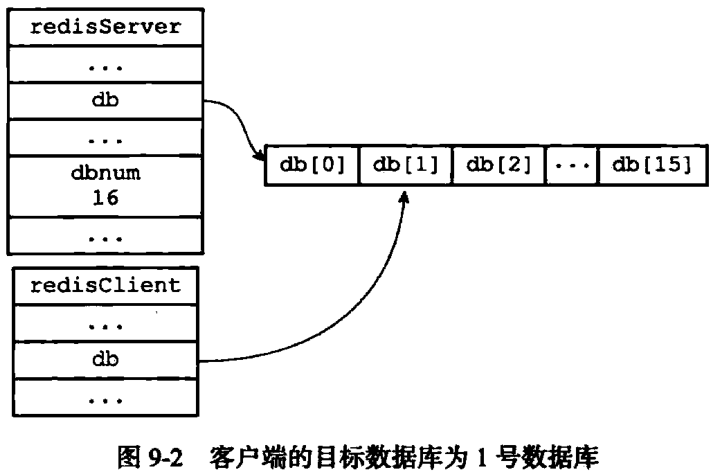 redisServer
...
db
...
dbnum
16
...
db[0] db[1] db[2] ... db[15]
redisClient
...
db
...
图 9-2 客户端的目标数据库为 1 号数据库